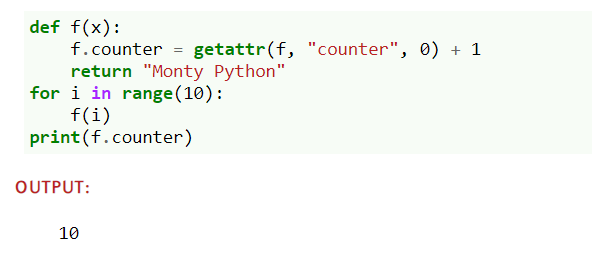 def f(x):
    f.counter = getattr(f, "counter", 0) + 1
    return "Monty Python"
for i in range(10):
    f(i)
print(f.counter)
OUTPUT:
10